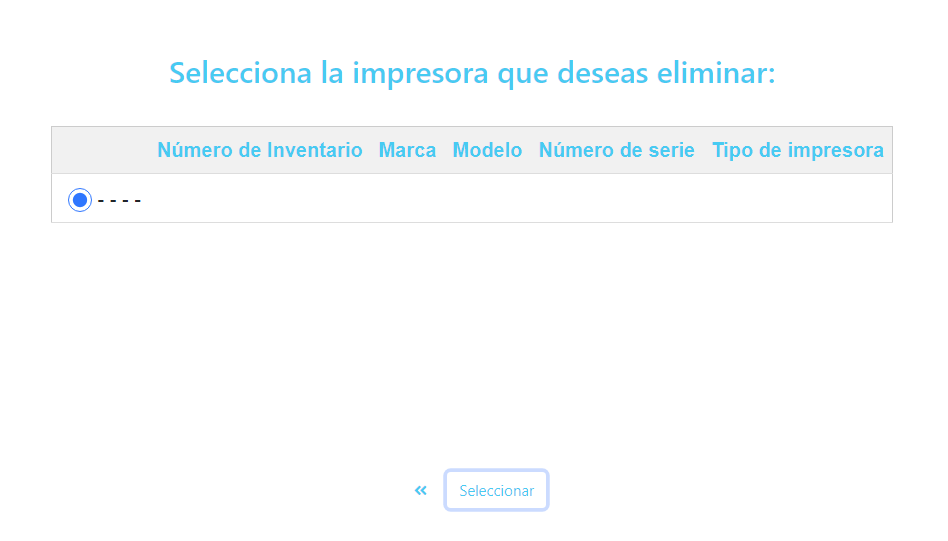 Selecciona la impresora que deseas eliminar:
Número de Inventario Marca Modelo Número de serie Tipo de impresora
- - - -
« Seleccionar